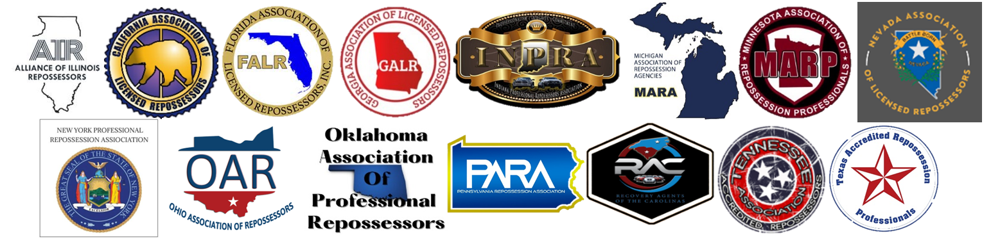 AIR
ALLIANCE OF ILLINOIS
REPOSSESSORS
CALIFORNIA ASSOCIATION OF
LICENSED REPOSSESSORS
FLORIDA ASSOCIATION OF
FALR
LICENSED REPOSSESSORS, INC.
GEORGIA ASSOCIATION OF LICENSED REPOSSESSORS
GALR
PROFESSIONALISM INTEGRITY COMMITMENT
INPRA
INDIANA PROFESSIONAL REPOSSESSORS ASSOCIATION
MICHIGAN
ASSOCIATION OF
REPOSSESSION
AGENCIES
MARA
MINNESOTA ASSOCIATION OF
MARP
REPOSSESSION PROFESSIONALS
NEVADA ASSOCIATION
BATTLE BORN
NEVADA
OF LICENSED REPOSSESSORS
NEW YORK PROFESSIONAL
REPOSSESSION ASSIOCIATION
THE GREAT SEAL OF THE STATE OF NEW YORK
EXCELSIOR
OAR
OHIO ASSOCIATION OF REPOSSESSORS
Oklahoma
Association
Of
Professional
Repossessors
PARA
PENNSYLVANIA REPOSSESSION ASSOCIATION
RAC
RECOVERY AGENTS
OF THE CAROLINAS
TENNESSEE
ASSOCIATION
ACCREDITED REPOSSESSORS
Texas Accredited Repossession
Professionals